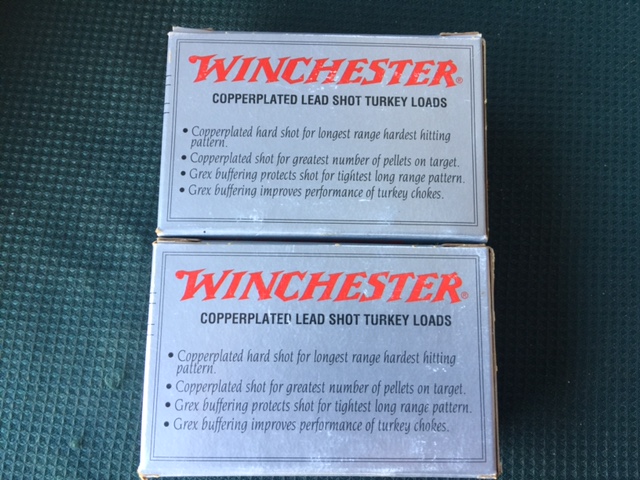 WINCHESTER®
COPPERPLATED LEAD SHOT TURKEY LOADS
• Copperplated hard shot for longest range hardest hitting
pattern.
• Copperplated shot for greatest number of pellets on target.
• Grex buffering protects shot for tightest long range pattern.
• Grex buffering improves performance of turkey chokes.
WINCHESTER®
COPPERPLATED LEAD SHOT TURKEY LOADS
• Copperplated hard shot for longest range hardest hitting
pattern.
• Copperplated shot for greatest number of pellets on target.
• Grex buffering protects shot for tightest long range pattern.
• Grex buffering improves performance of turkey chokes.